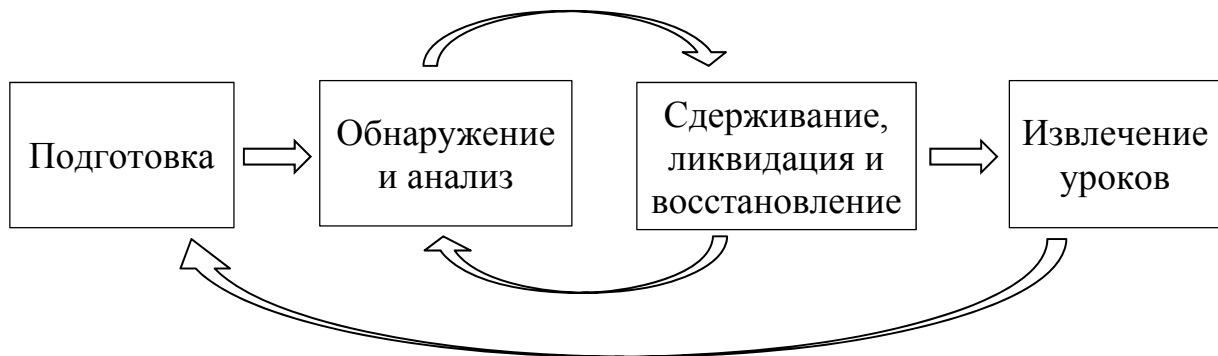 Подготовка
Обнаружение
и анализ
Сдерживание,
ликвидация и
восстановление
Извлечение
уроков